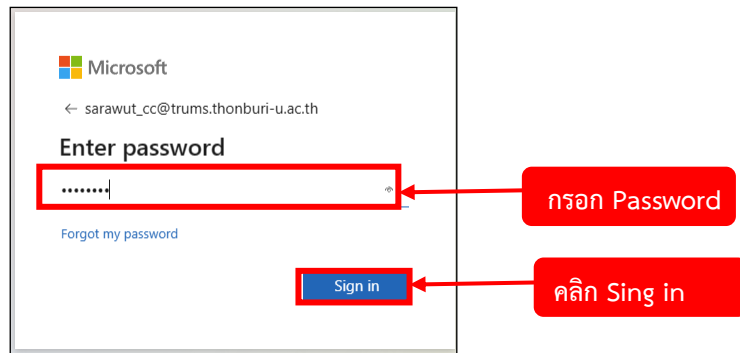 Microsoft
← sarawut_cc@trums.thonburi-u.ac.th
Enter password
••••••••
กรอก Password
Forgot my password
Sign in
คลิก Sing in